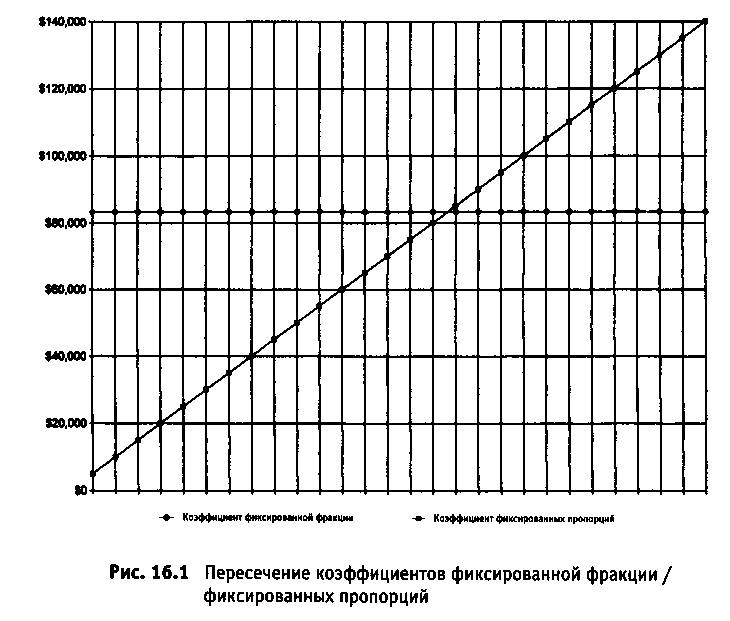 $140,000
$120,000
$100,000
$80,000
$60,000
$40,000
$20,000
$0
Коэффициент фиксированной фракции
Коэффициент фиксированных пропорций
Рис. 16.1 Пересечение коэффициентов фиксированной фракции /
фиксированных пропорций